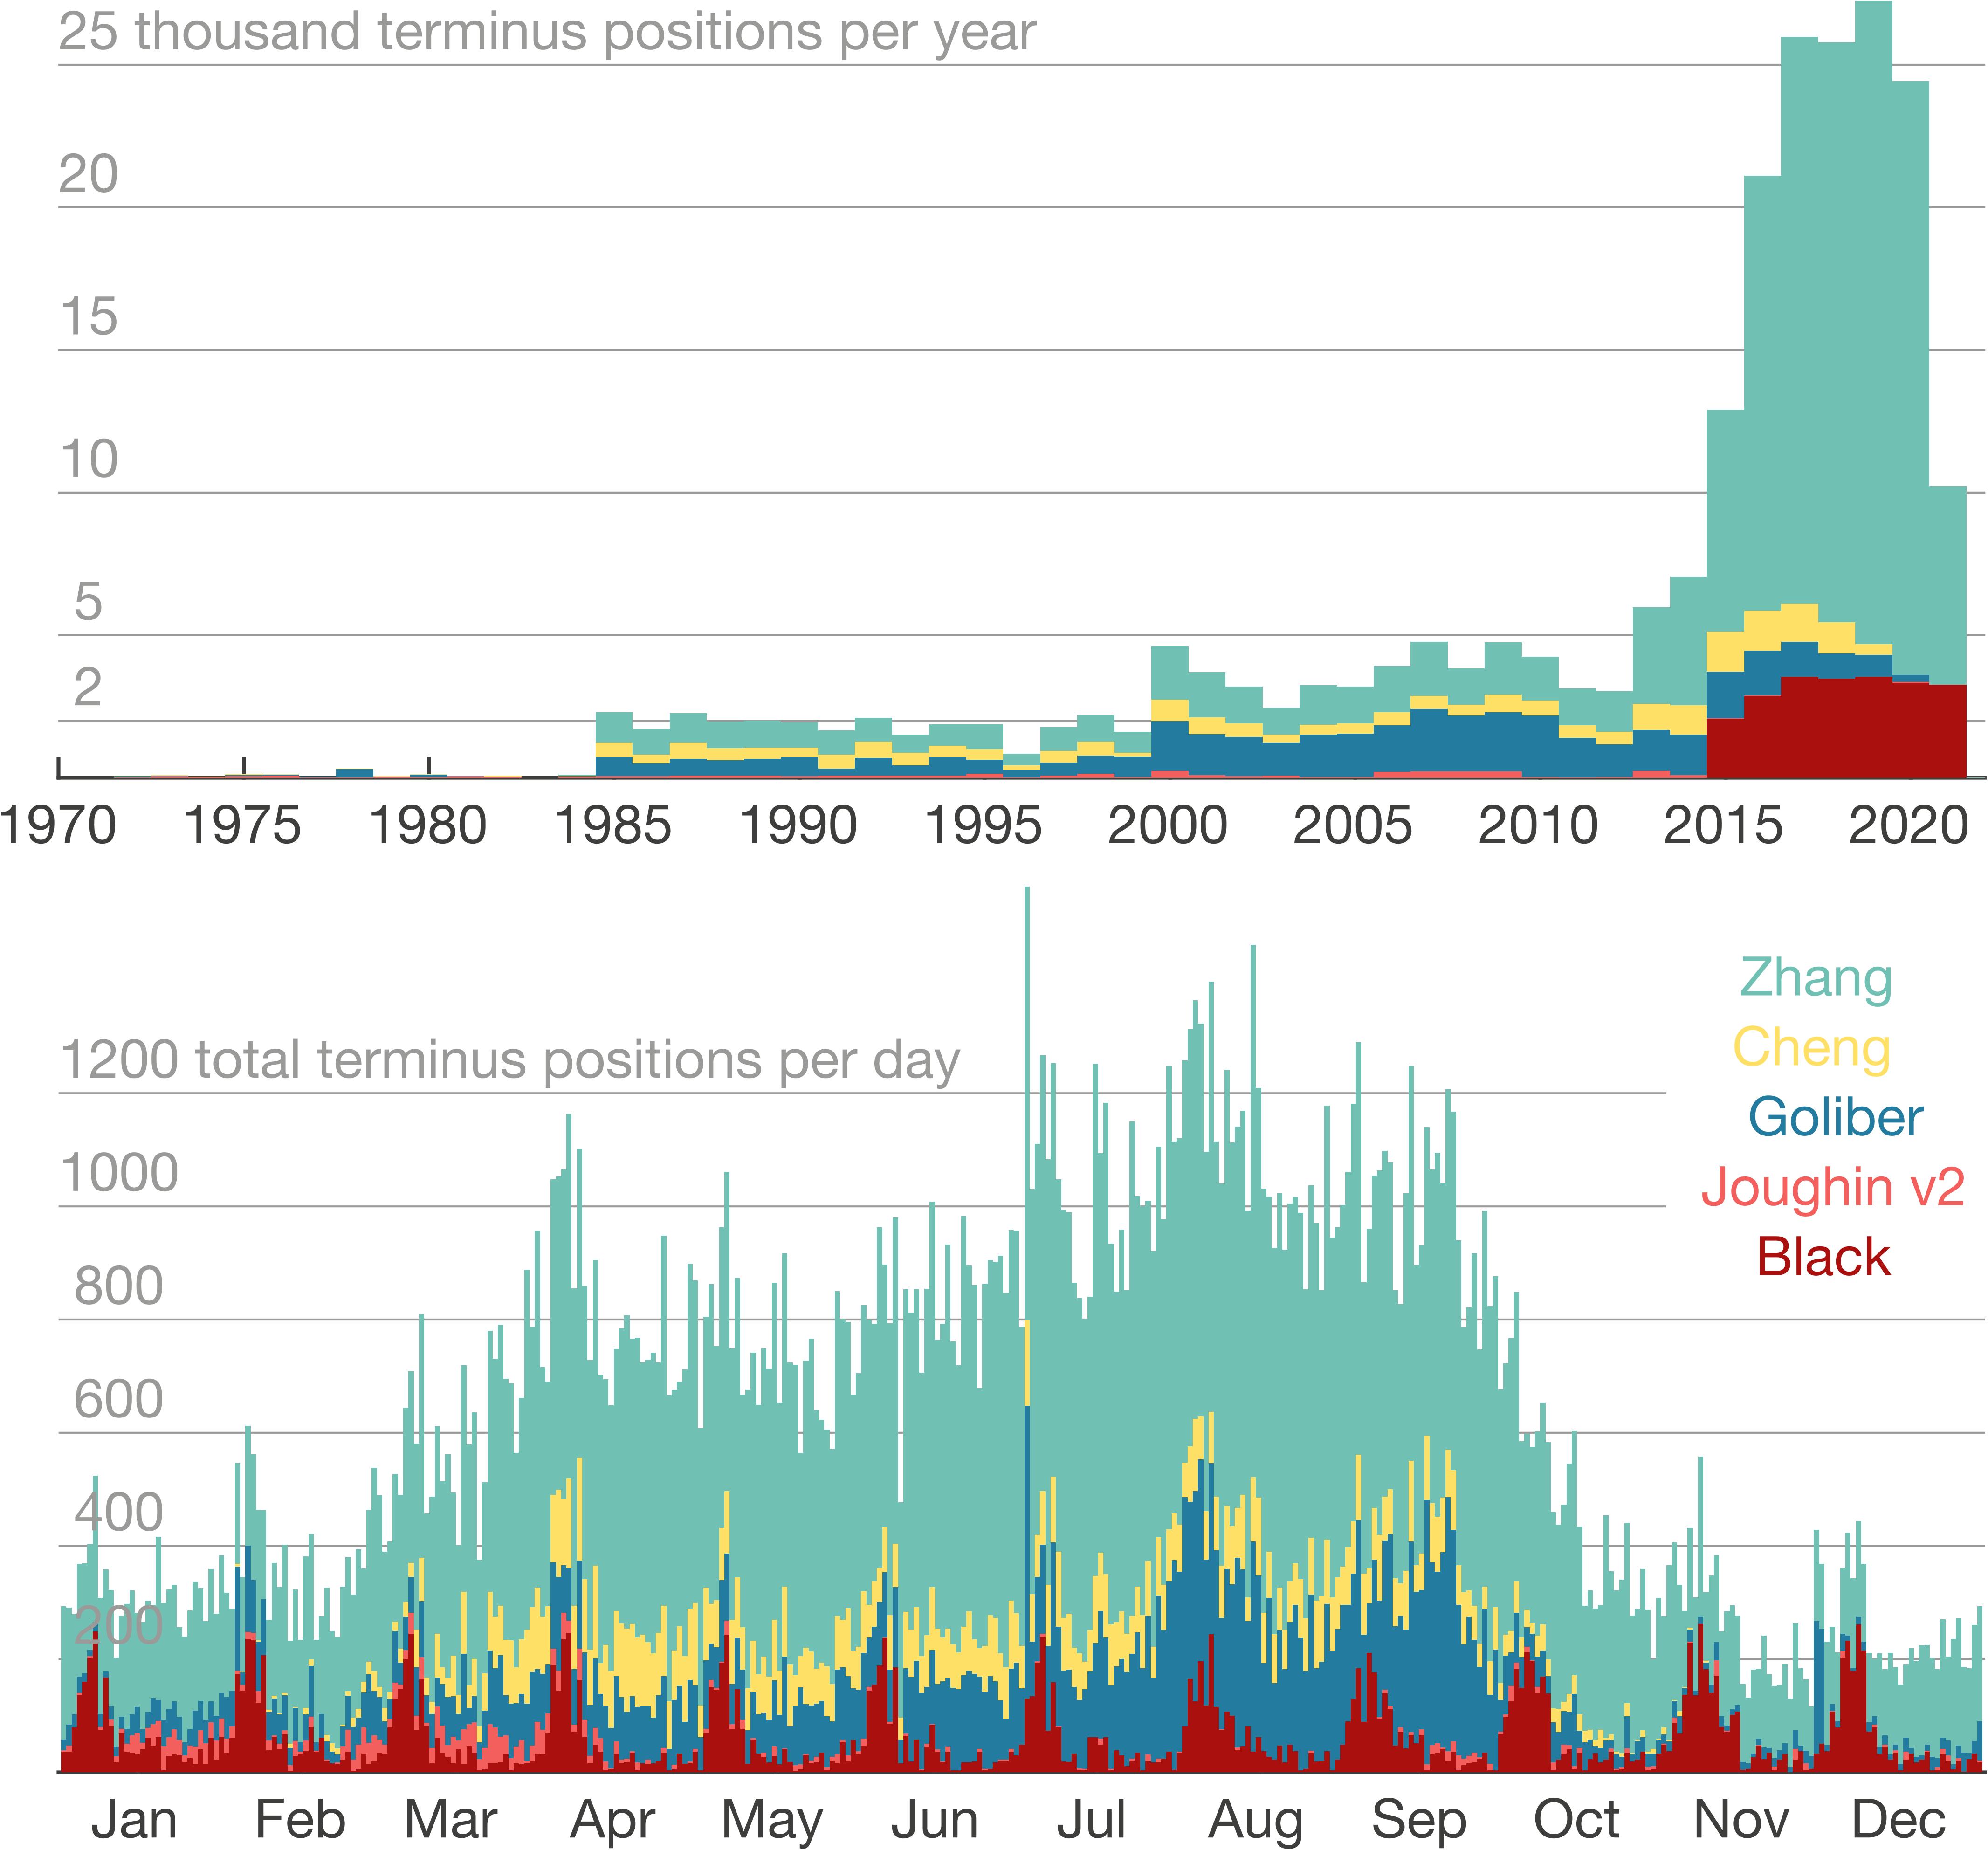 25 thousand terminus positions per year
20
15
10
5
2
1970 1975 1980 1985 1990 1995 2000 2005 2010 2015 2020
Zhang
Cheng
Goliber
Joughin v2
Black
1200 total terminus positions per day
1000
800
600
400
200
Jan Feb Mar Apr May Jun Jul Aug Sep Oct Nov Dec